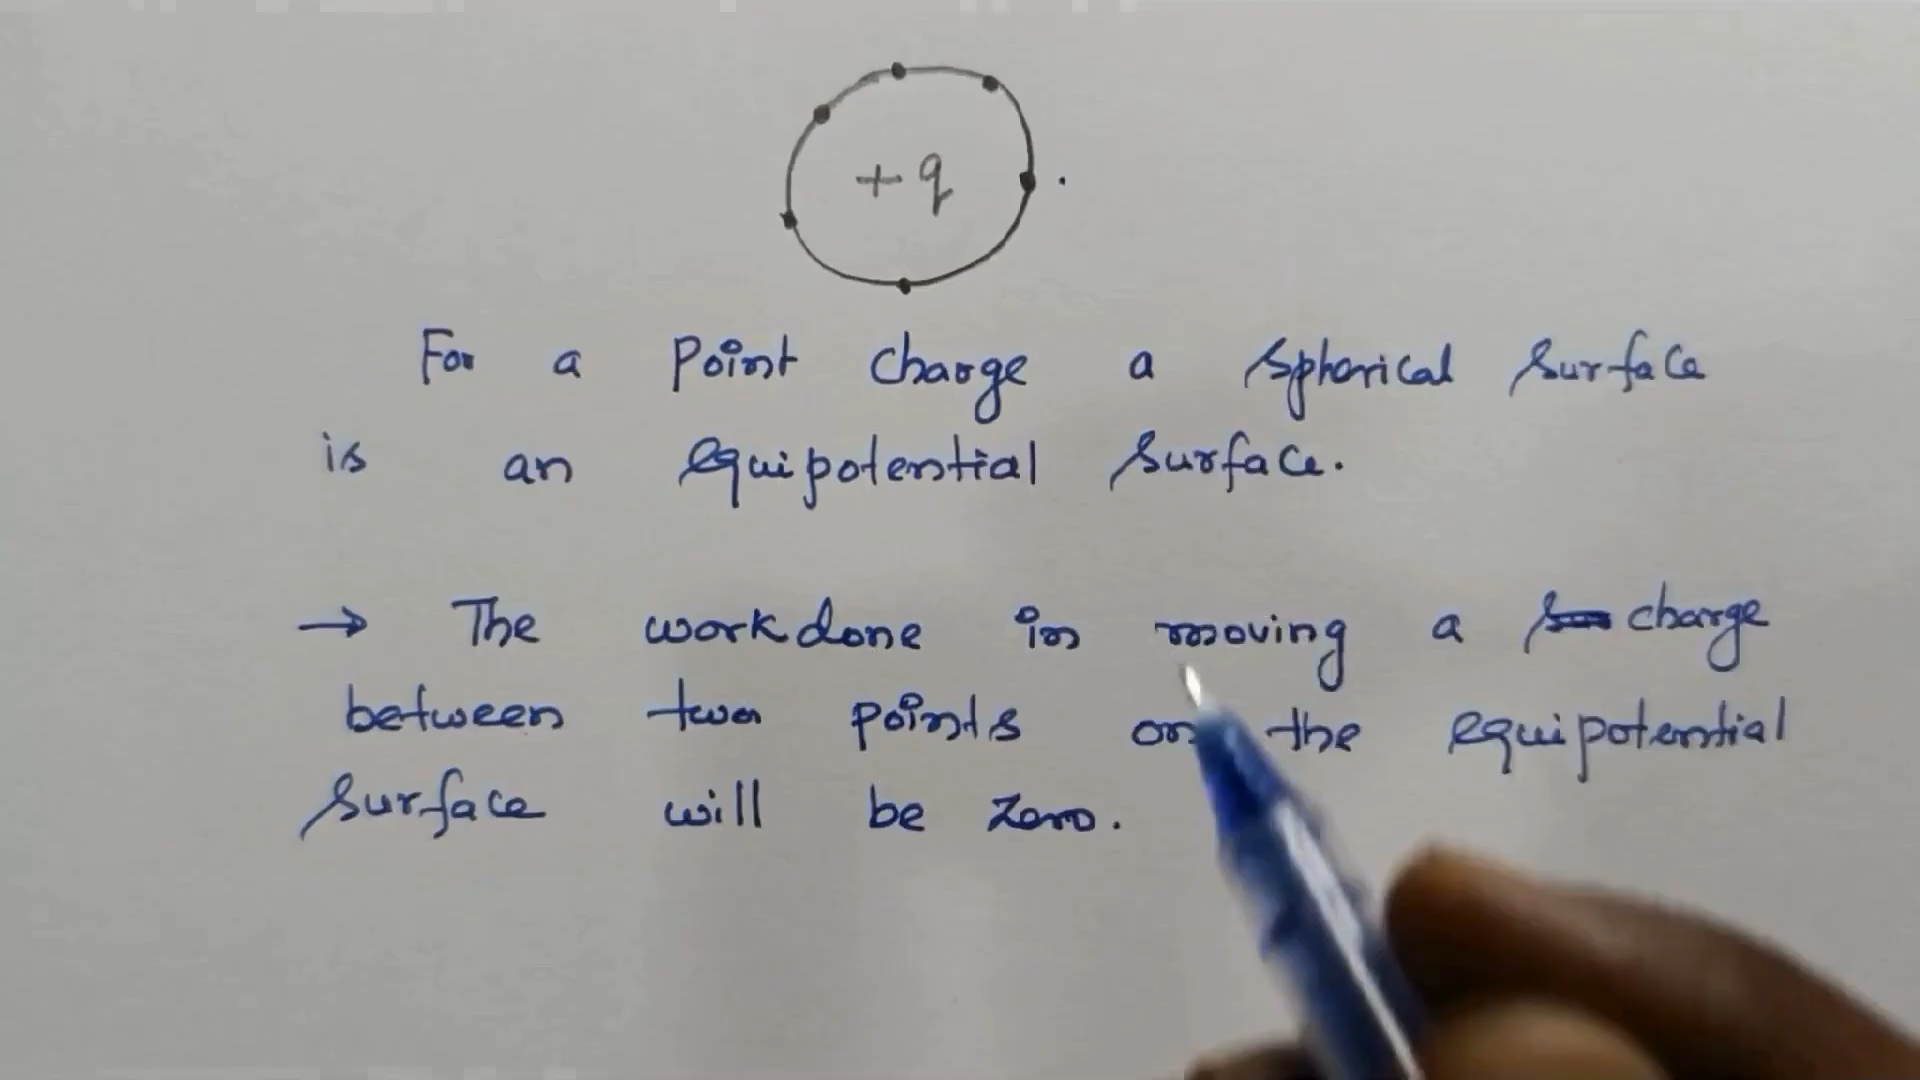 +q
For a Point charge a spherical surface
is an equipotential surface.
→ The workdone in moving a charge
between two points on the equipotential
surface will be zero.